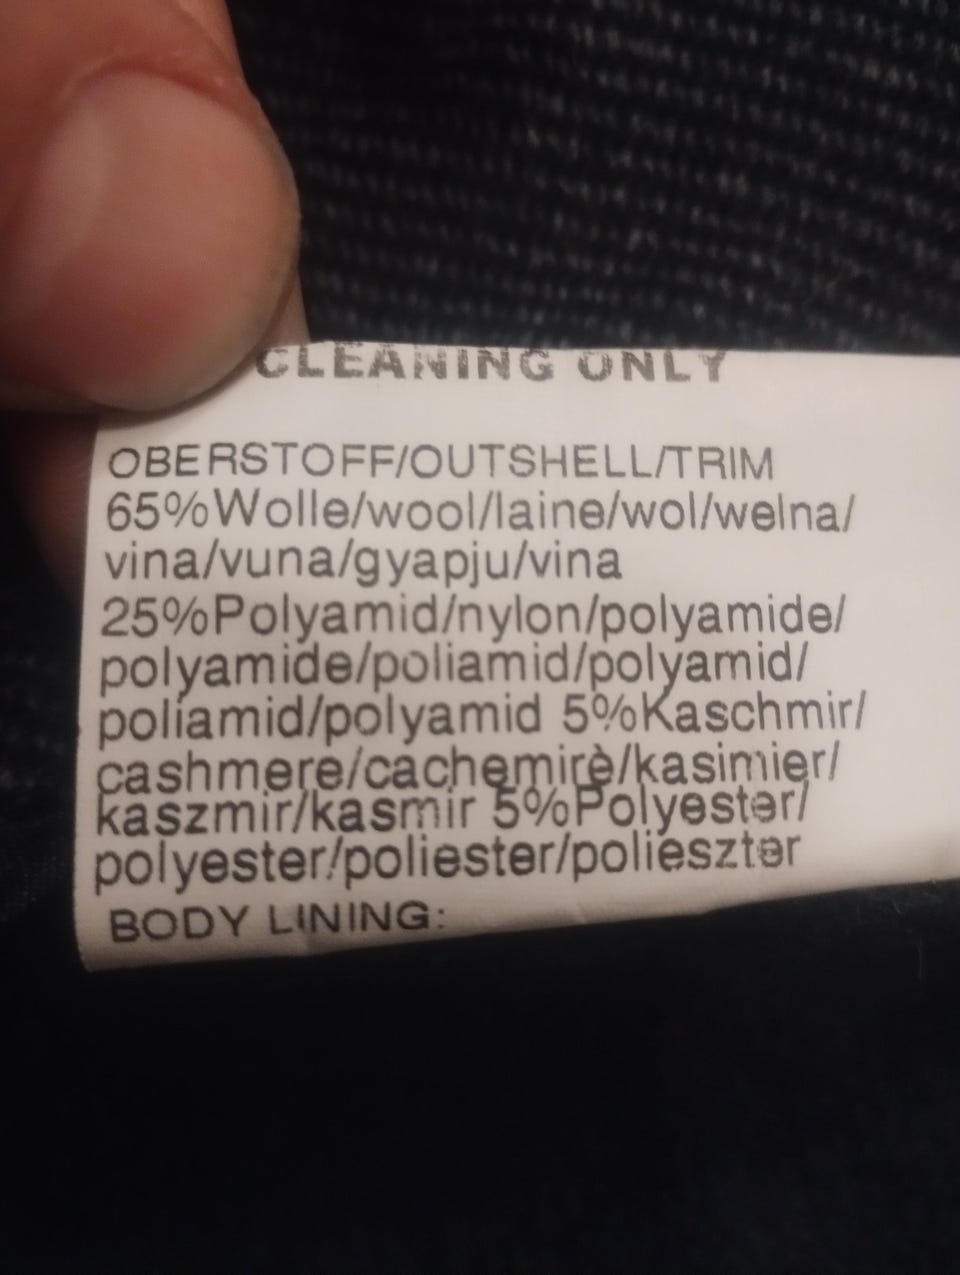 CLEANING ONLY
OBERSTOFF/OUTSHELL/TRIM
65%Wolle/wool/laine/wol/welna/
vina/vuna/gyapju/vina
25%Polyamid/nylon/polyamide/
polyamide/poliamid/polyamid/
poliamid/polyamid 5%Kaschmir/
cashmere/cachemirè/kasimier/
kaszmir/kasmir 5%Polyester/
polyester/poliester/polieszter
BODY LINING: